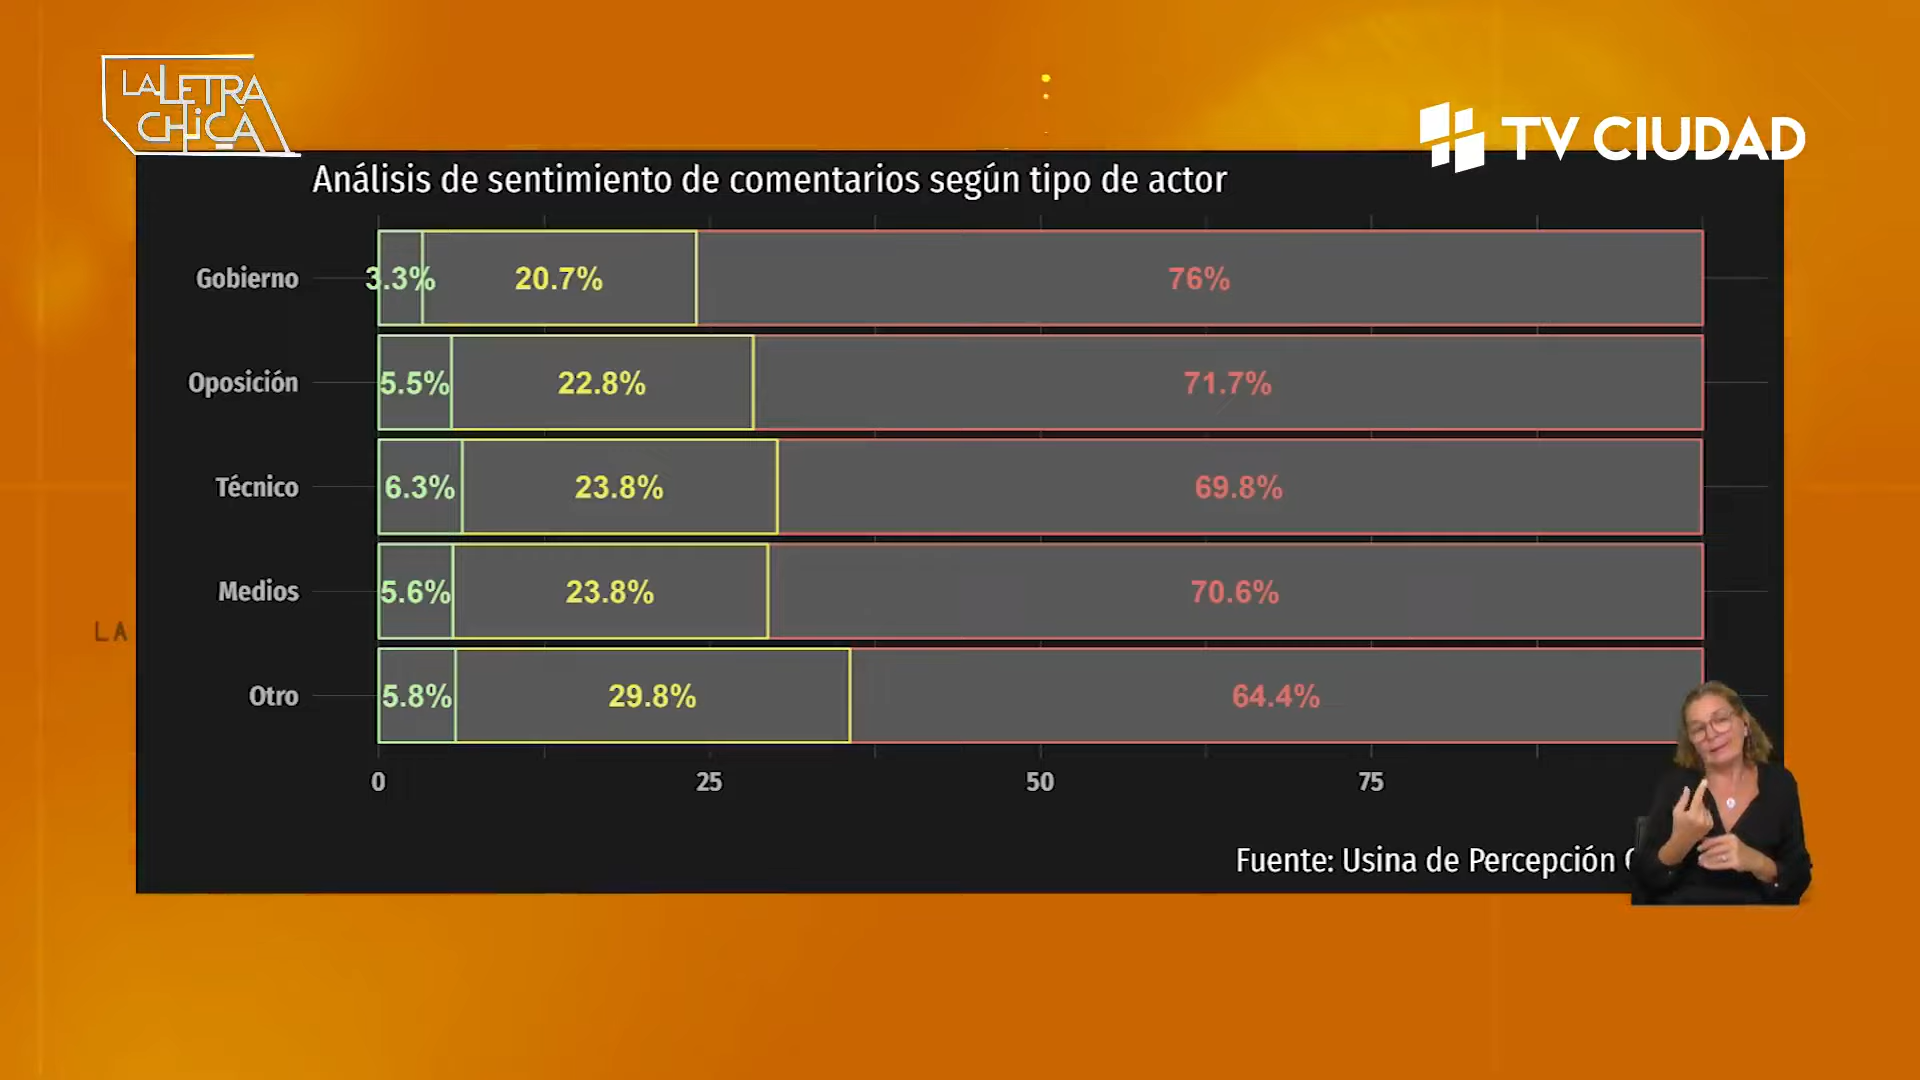 LA LETRA
CHiCA
TV CIUDAD
Análisis de sentimiento de comentarios según tipo de actor
Gobierno 3.3% 20.7% 76%
Oposición 5.5% 22.8% 71.7%
Técnico 6.3% 23.8% 69.8%
Medios 5.6% 23.8% 70.6%
LA
Otro 5.8% 29.8% 64.4%
0 25 50 75
Fuente: Usina de Percepción